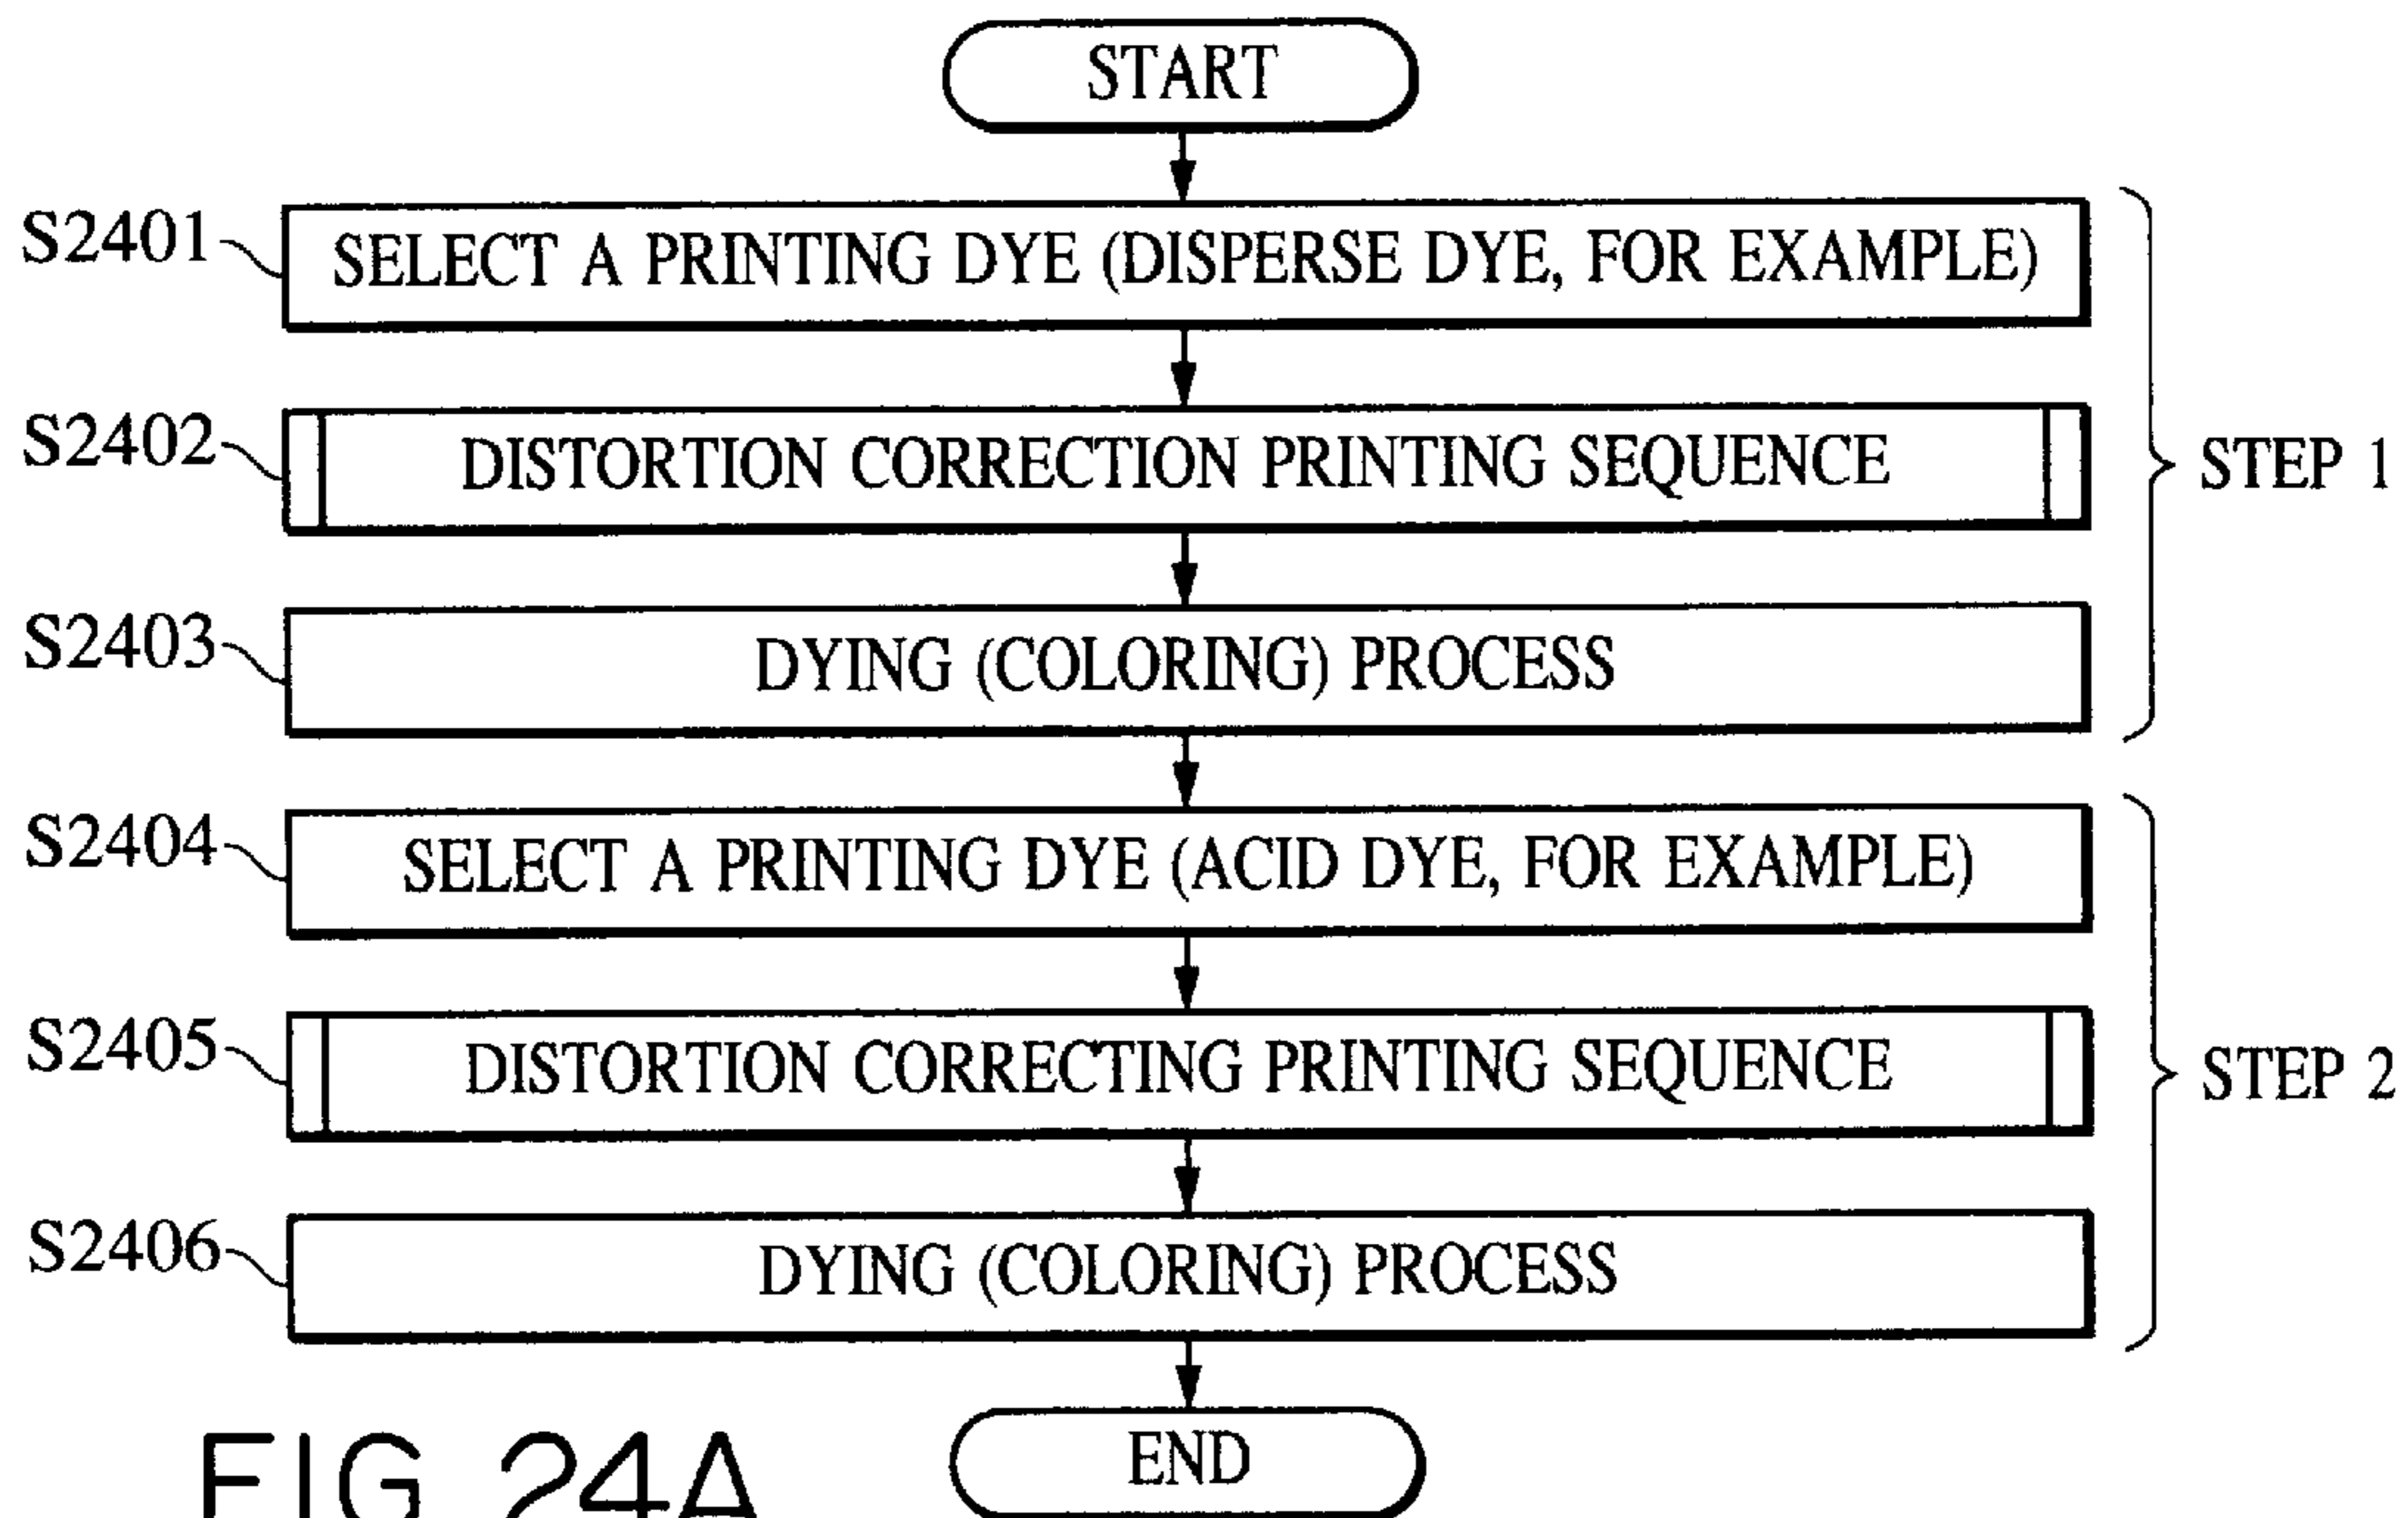 START
S2401 SELECT A PRINTING DYE (DISPERSE DYE, FOR EXAMPLE)
S2402 DISTORTION CORRECTION PRINTING SEQUENCE
STEP 1
S2403 DYING (COLORING) PROCESS
S2404 SELECT A PRINTING DYE (ACID DYE, FOR EXAMPLE)
S2405 DISTORTION CORRECTING PRINTING SEQUENCE
STEP 2
S2406 DYING (COLORING) PROCESS
END
FIG 24A